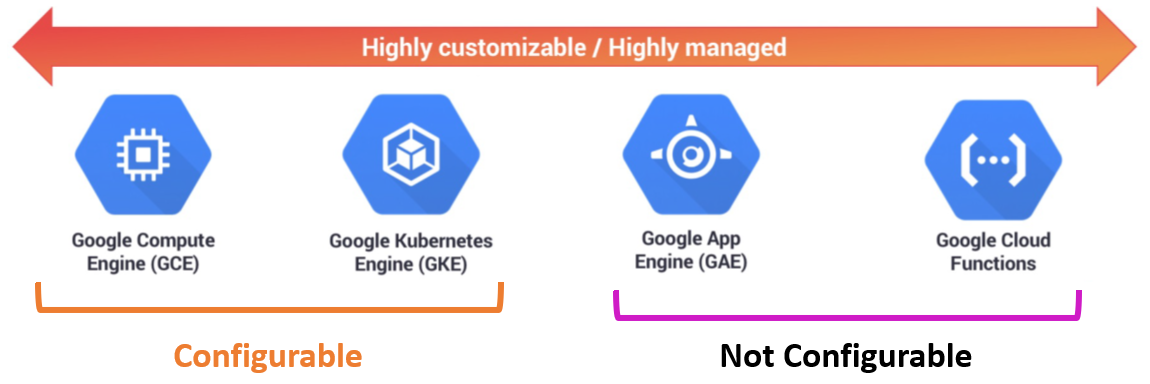 Highly customizable / Highly managed
Google Compute
Engine (GCE)
Google Kubernetes
Engine (GKE)
Google App
Engine (GAE)
Google Cloud
Functions
Configurable
Not Configurable